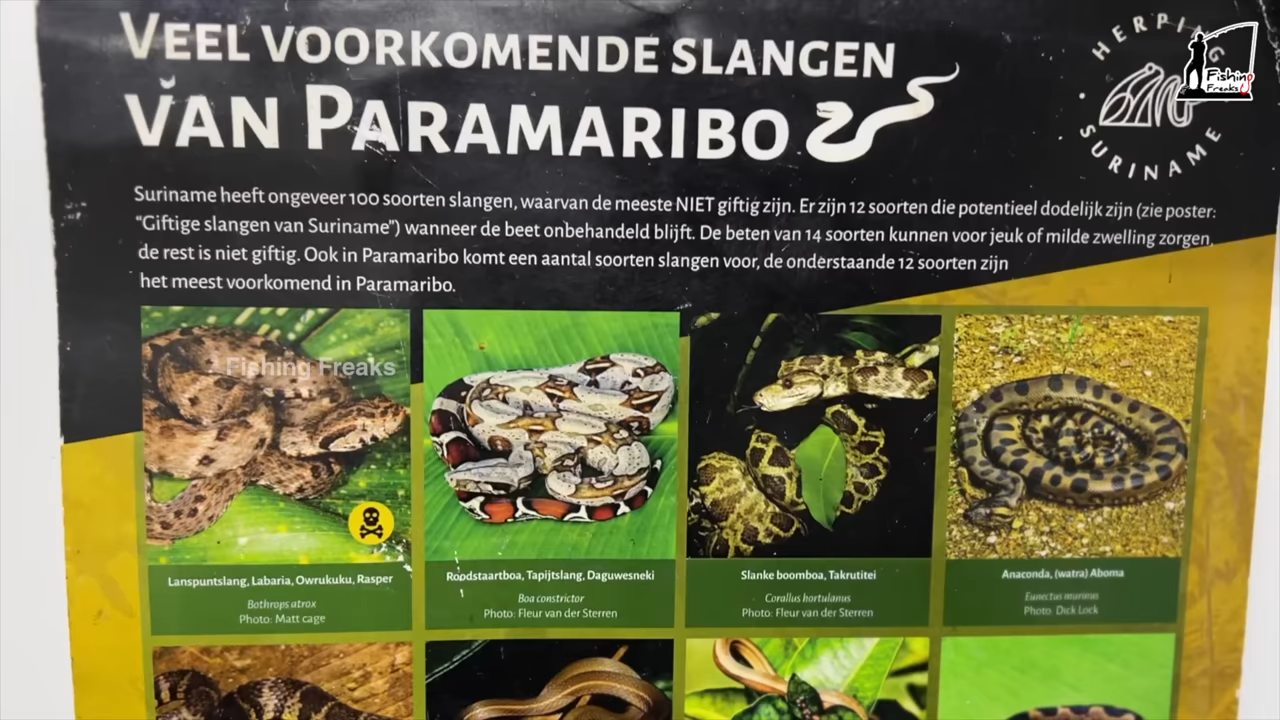 VEEL VOORKOMENDE SLANGEN
VAN PARAMARIBO
HERPING
SURINAME
Fishing
Freaks
Suriname heeft ongeveer 100 soorten slangen, waarvan de meeste NIET giftig zijn. Er zijn 12 soorten die potentieel dodelijk zijn (zie poster:
“Giftige slangen van Suriname”) wanneer de beet onbehandeld blijft. De beten van 14 soorten kunnen voor jeuk of milde zwelling zorgen,
de rest is niet giftig. Ook in Paramaribo komt een aantal soorten slangen voor, de onderstaande 12 soorten zijn
het meest voorkomend in Paramaribo.
Fishing Freaks
Lanspuntslang, Labaria, Owrukuku, Rasper
Bothrops atrox
Photo: Matt cage
Roodstaartboa, Tapijtslang, Daguwesneki
Boa constrictor
Photo: Fleur van der Sterren
Slanke boomboa, Takrutitei
Corallus hortulanus
Photo: Fleur van der Sterren
Anaconda, (watra) Aboma
Eunectus murinus
Photo: Dick Lock